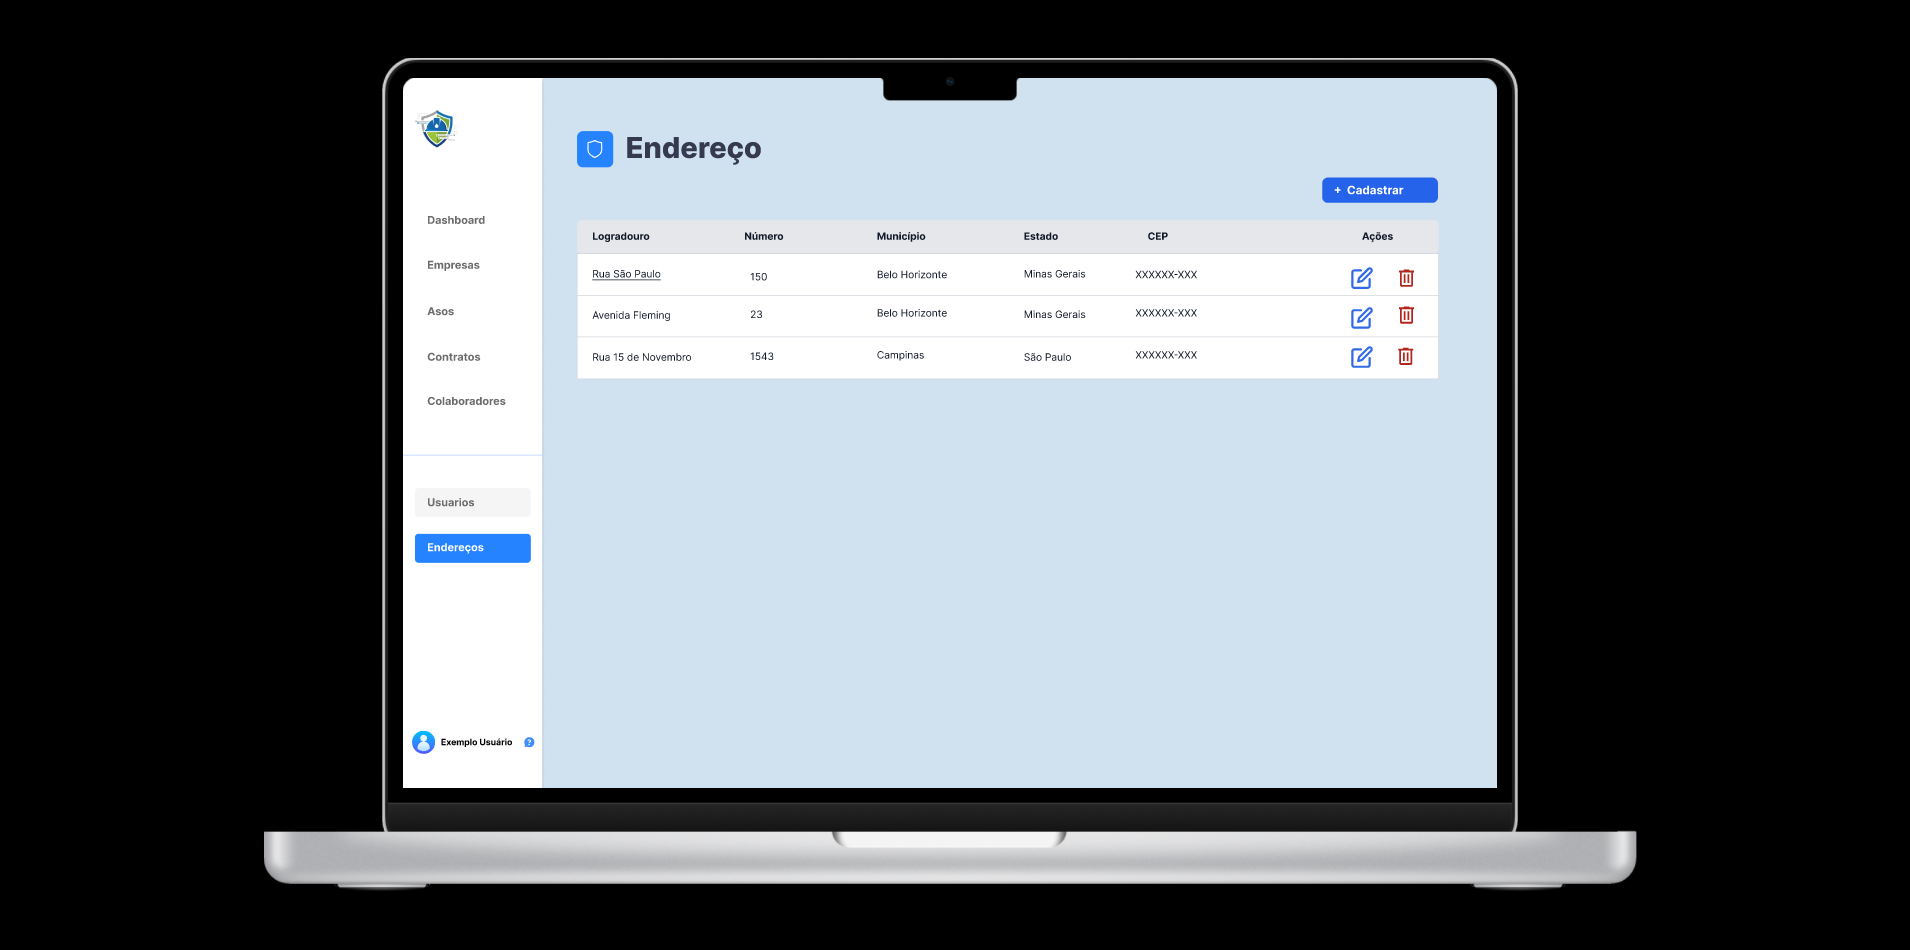 Endereço
+ Cadastrar
Dashboard
Empresas
Asos
Contratos
Colaboradores
Usuarios
Endereços
Exemplo Usuário ?
Logradouro Número Município Estado CEP Ações
Rua São Paulo 150 Belo Horizonte Minas Gerais XXXXXX-XXX
Avenida Fleming 23 Belo Horizonte Minas Gerais XXXXXX-XXX
Rua 15 de Novembro 1543 Campinas São Paulo XXXXXX-XXX